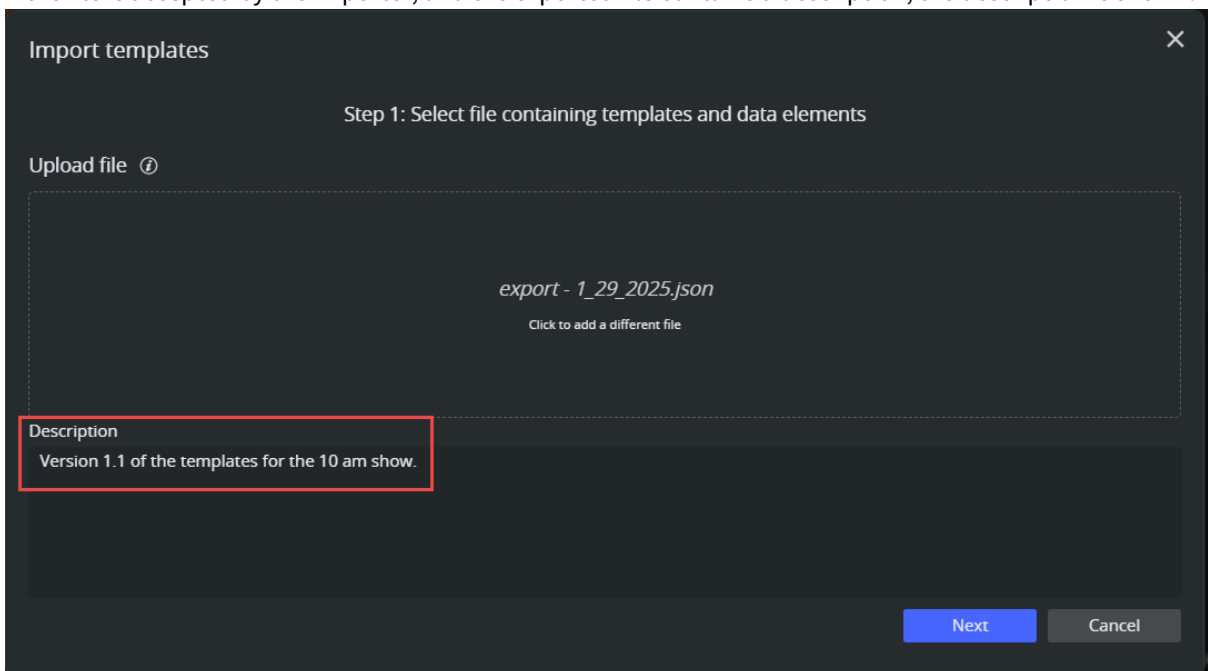 Import templates
Step 1: Select file containing templates and data elements
Upload file
export - 1_29_2025.json
Click to add a different file
Description
Version 1.1 of the templates for the 10 am show.
Next Cancel